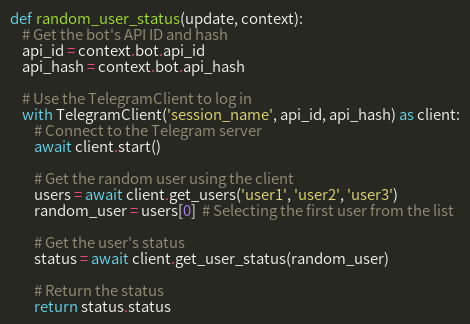 def random_user_status(update, context):
# Get the bot's API ID and hash
api_id = context.bot.api_id
api_hash = context.bot.api_hash
# Use the TelegramClient to log in
with TelegramClient('session_name', api_id, api_hash) as client:
# Connect to the Telegram server
await client.start()
# Get the random user using the client
users = await client.get_users('user1', 'user2', 'user3')
random_user = users[0] # Selecting the first user from the list
# Get the user's status
status = await client.get_user_status(random_user)
# Return the status
return status.status